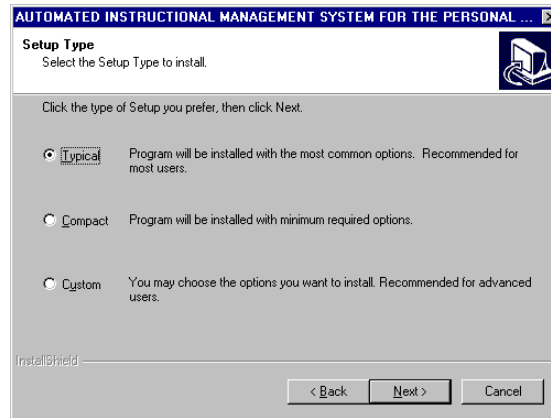 AUTOMATED INSTRUCTIONAL MANAGEMENT SYSTEM FOR THE PERSONAL ...
Setup Type
Select the Setup Type to install.
Click the type of Setup you prefer, then click Next.
Typical
Program will be installed with the most common options. Recommended for
most users.
Compact
Program will be installed with minimum required options.
Custom
You may choose the options you want to install. Recommended for advanced
users.
InstallShield
< Back
Next >
Cancel